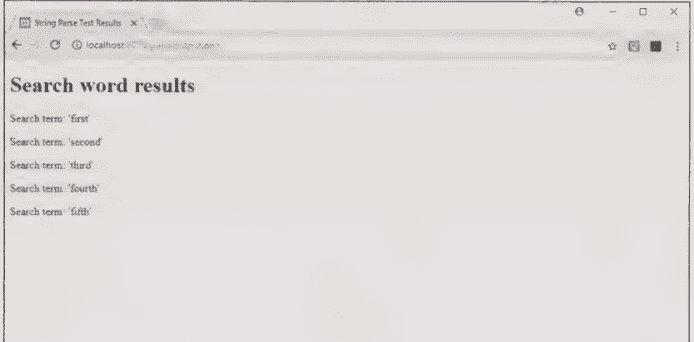 String Parse Test Results
localhost
Search word results
Search term: 'first'
Search term: 'second'
Search term: 'third'
Search term: 'fourth'
Search term: 'fifth'